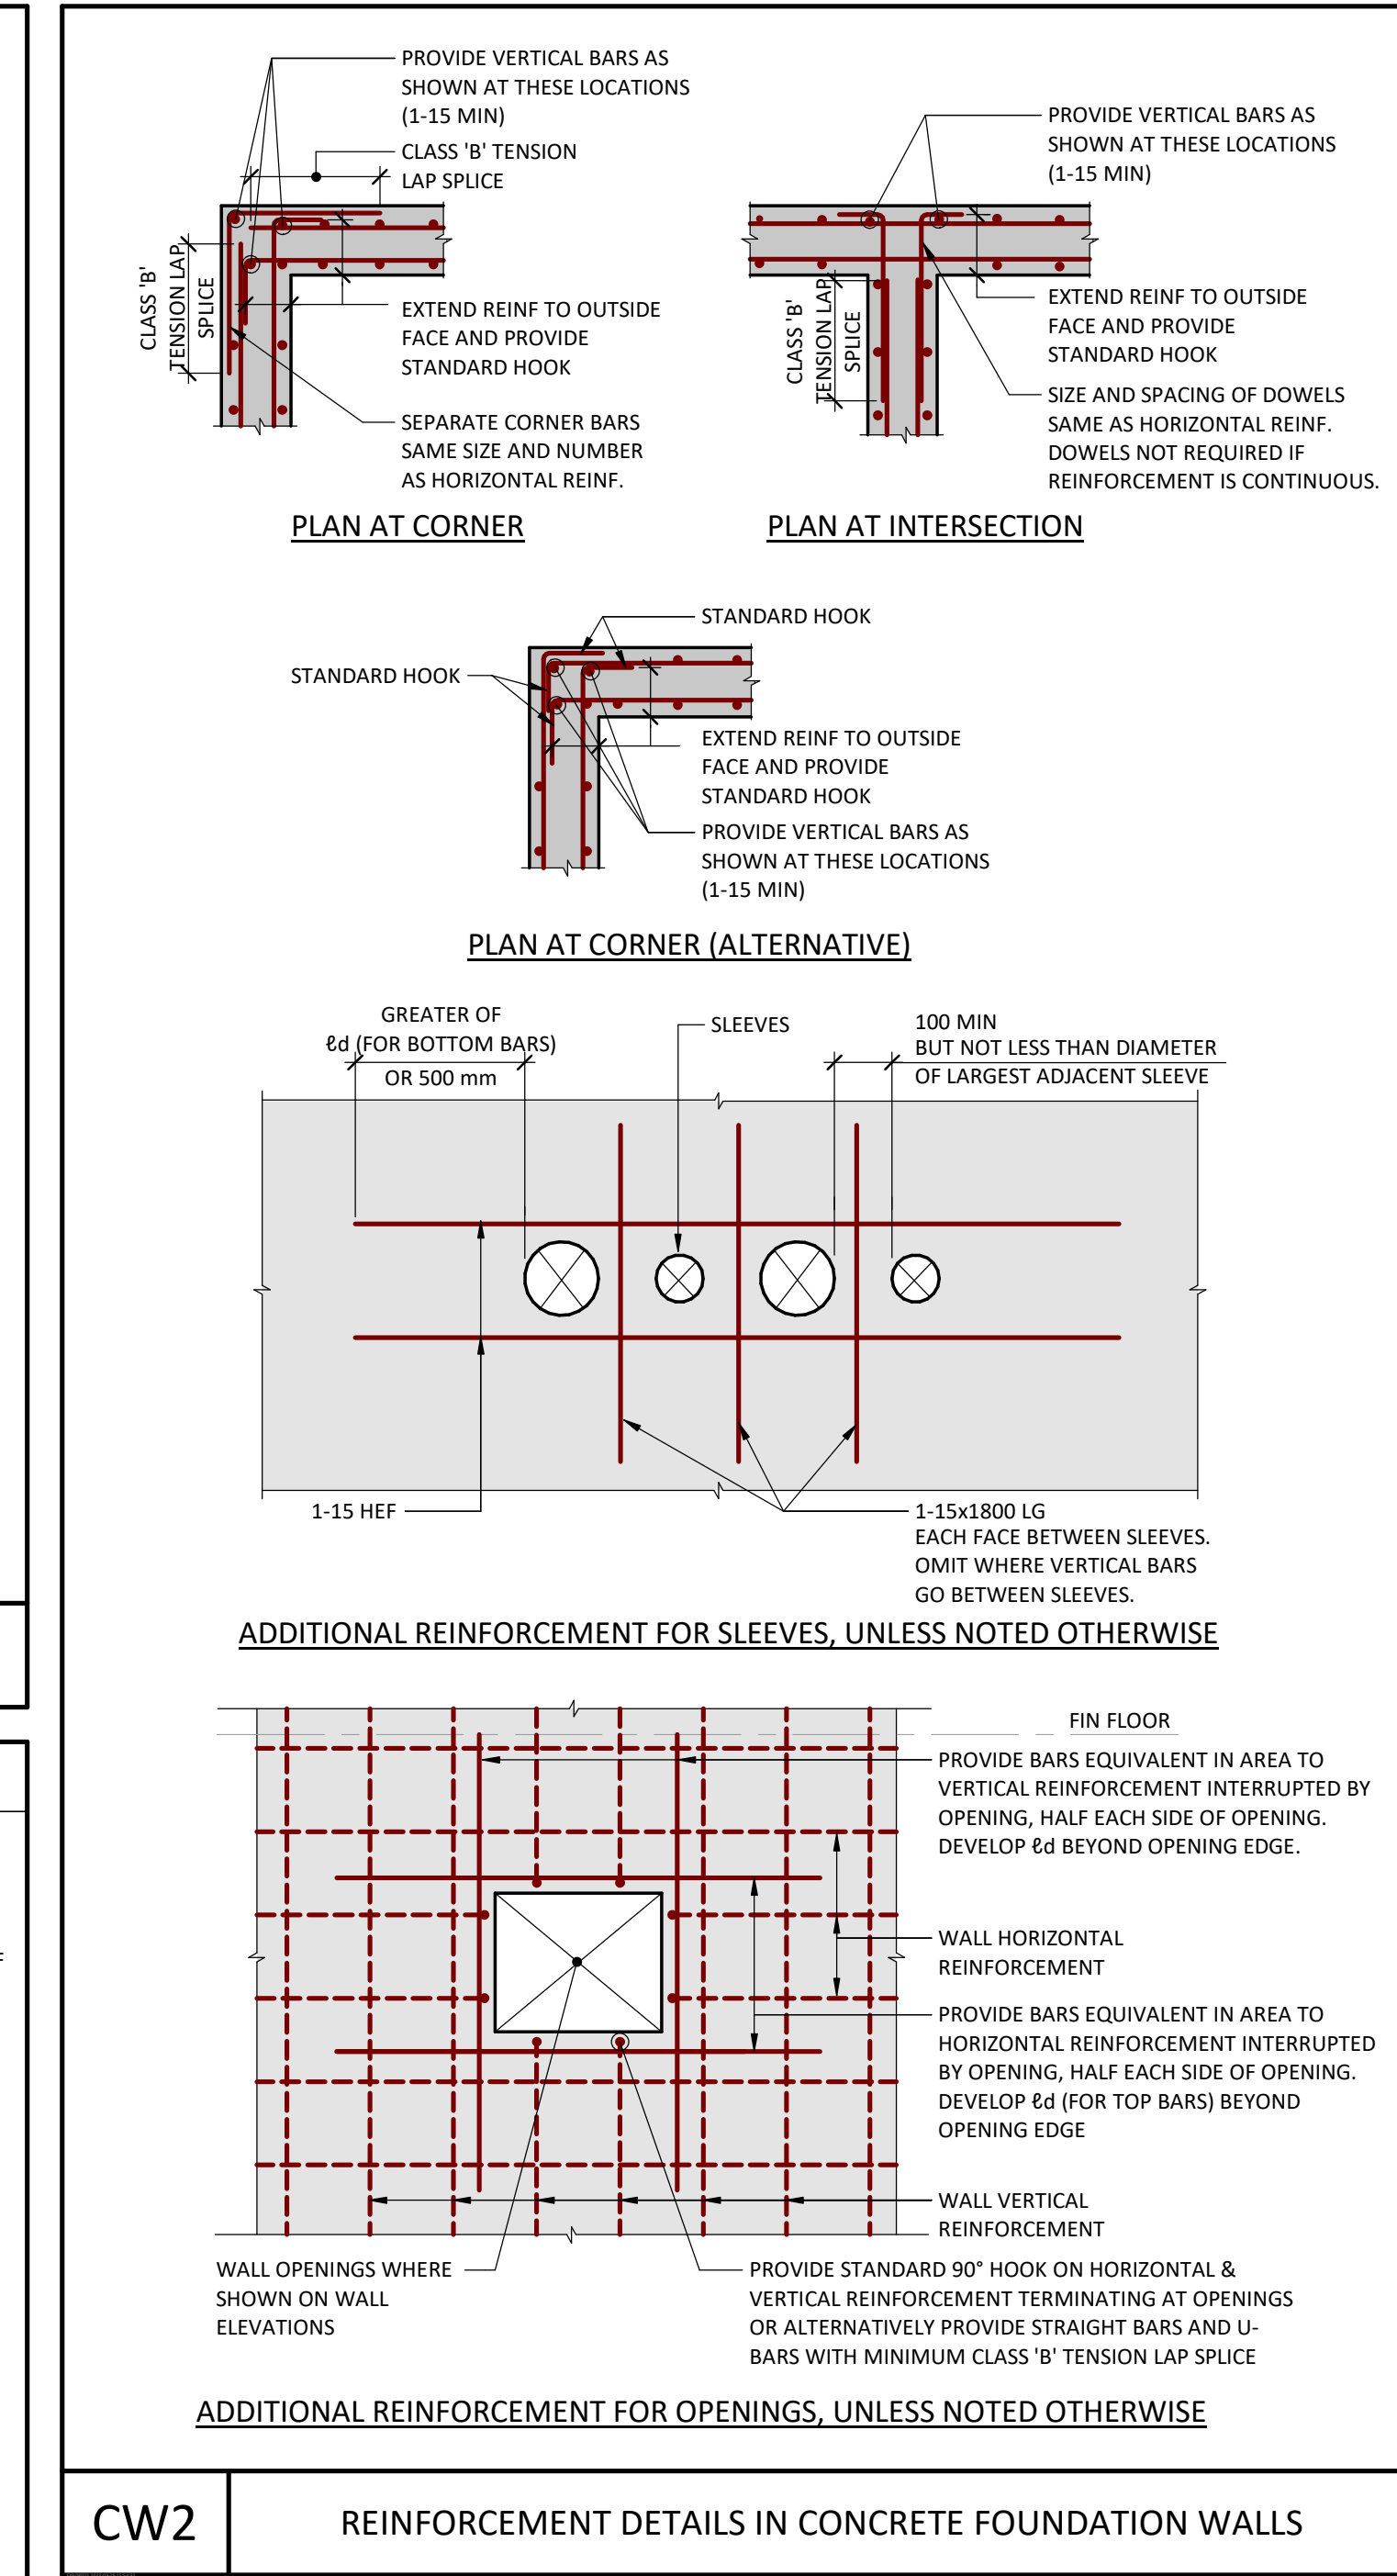 PROVIDE VERTICAL BARS AS
SHOWN AT THESE LOCATIONS
(1-15 MIN)
CLASS 'B' TENSION
LAP SPLICE
CLASS 'B'
TENSION LAP
SPLICE
EXTEND REINF TO OUTSIDE
FACE AND PROVIDE
STANDARD HOOK
SEPARATE CORNER BARS
SAME SIZE AND NUMBER
AS HORIZONTAL REINF.
PLAN AT CORNER
PROVIDE VERTICAL BARS AS
SHOWN AT THESE LOCATIONS
(1-15 MIN)
CLASS 'B'
TENSION LAP
SPLICE
EXTEND REINF TO OUTSIDE
FACE AND PROVIDE
STANDARD HOOK
SIZE AND SPACING OF DOWELS
SAME AS HORIZONTAL REINF.
DOWELS NOT REQUIRED IF
REINFORCEMENT IS CONTINUOUS.
PLAN AT INTERSECTION
STANDARD HOOK
STANDARD HOOK
EXTEND REINF TO OUTSIDE
FACE AND PROVIDE
STANDARD HOOK
PROVIDE VERTICAL BARS AS
SHOWN AT THESE LOCATIONS
(1-15 MIN)
PLAN AT CORNER (ALTERNATIVE)
GREATER OF
ℓd (FOR BOTTOM BARS)
OR 500 mm
SLEEVES
100 MIN
BUT NOT LESS THAN DIAMETER
OF LARGEST ADJACENT SLEEVE
1-15 HEF
1-15x1800 LG
EACH FACE BETWEEN SLEEVES.
OMIT WHERE VERTICAL BARS
GO BETWEEN SLEEVES.
ADDITIONAL REINFORCEMENT FOR SLEEVES, UNLESS NOTED OTHERWISE
FIN FLOOR
PROVIDE BARS EQUIVALENT IN AREA TO
VERTICAL REINFORCEMENT INTERRUPTED BY
OPENING, HALF EACH SIDE OF OPENING.
DEVELOP ℓd BEYOND OPENING EDGE.
WALL HORIZONTAL
REINFORCEMENT
PROVIDE BARS EQUIVALENT IN AREA TO
HORIZONTAL REINFORCEMENT INTERRUPTED
BY OPENING, HALF EACH SIDE OF OPENING.
DEVELOP ℓd (FOR TOP BARS) BEYOND
OPENING EDGE
WALL VERTICAL
REINFORCEMENT
WALL OPENINGS WHERE
SHOWN ON WALL
ELEVATIONS
PROVIDE STANDARD 90° HOOK ON HORIZONTAL &
VERTICAL REINFORCEMENT TERMINATING AT OPENINGS
OR ALTERNATIVELY PROVIDE STRAIGHT BARS AND U-
BARS WITH MINIMUM CLASS 'B' TENSION LAP SPLICE
ADDITIONAL REINFORCEMENT FOR OPENINGS, UNLESS NOTED OTHERWISE
CW2
REINFORCEMENT DETAILS IN CONCRETE FOUNDATION WALLS